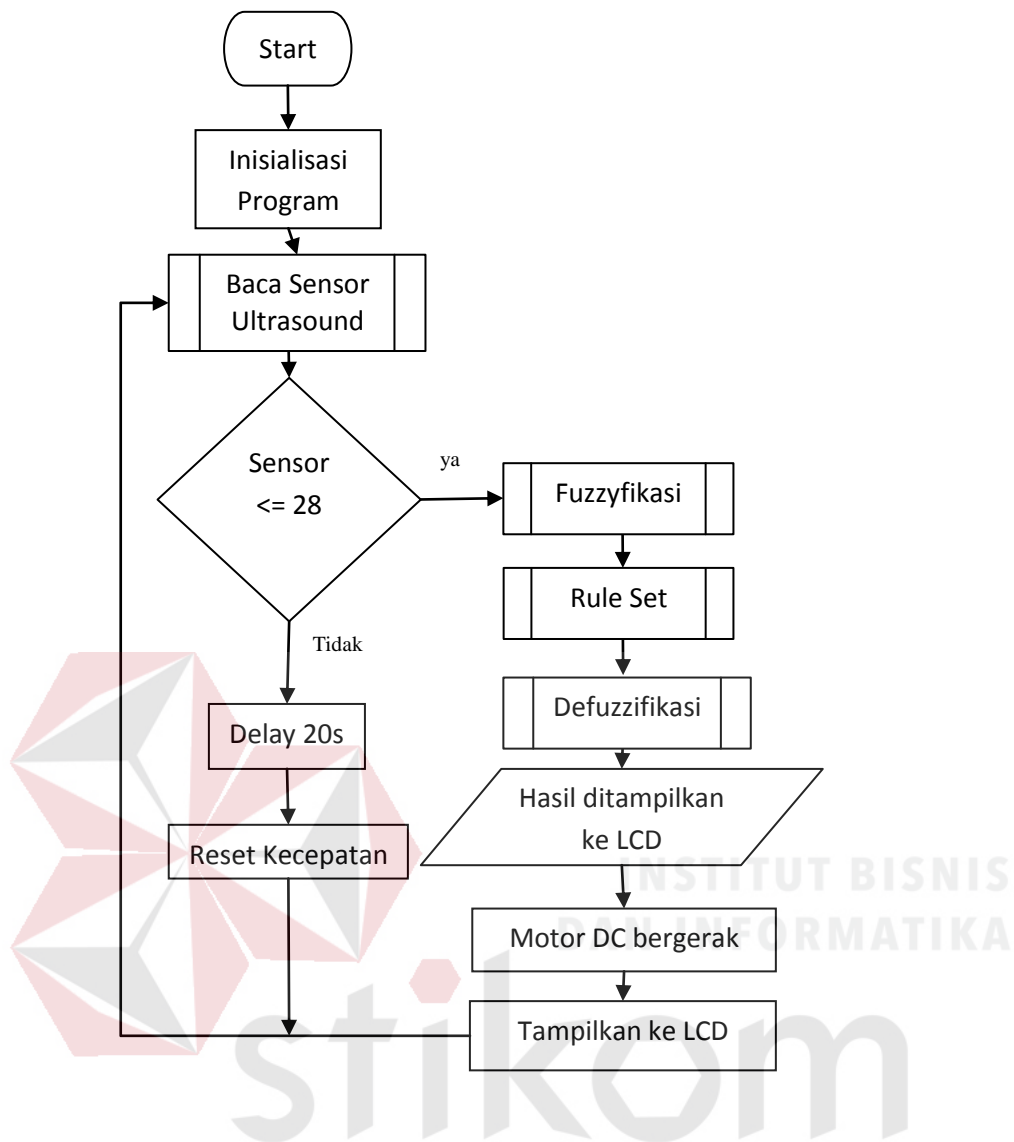 Start
Inisialisasi
Program
Baca Sensor
Ultrasound
Sensor
<= 28
ya
Tidak
Fuzzyfikasi
Rule Set
Defuzzifikasi
Hasil ditampilkan
ke LCD
Motor DC bergerak
Tampilkan ke LCD
Delay 20s
Reset Kecepatan
INSTITUT BISNIS
DAN INFORMATIKA
stikom